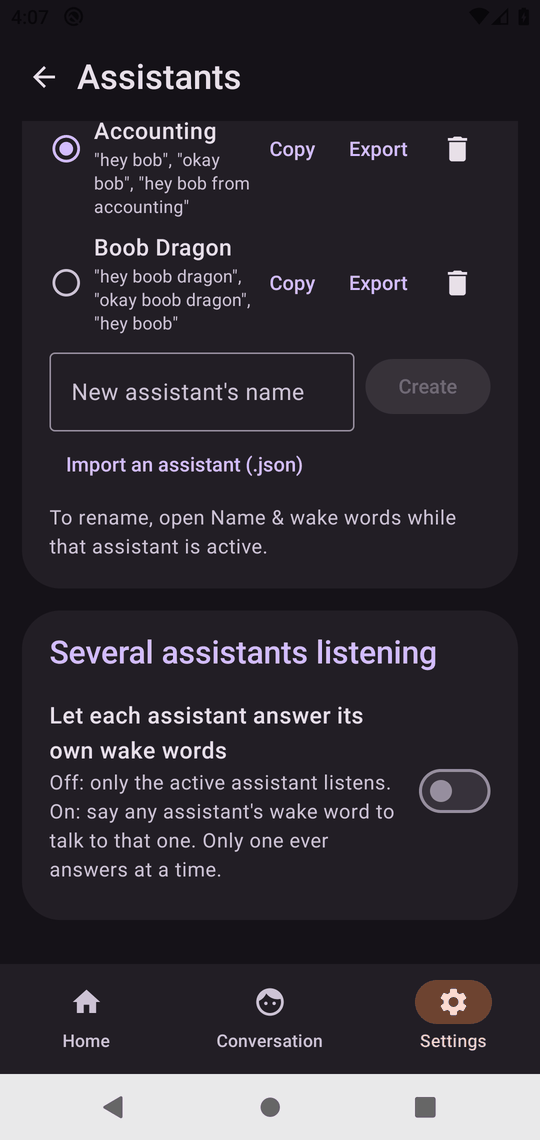 4:07
Assistants
Accounting
"hey bob", "okay
bob", "hey bob from
accounting"
Copy
Export
Boob Dragon
"hey boob dragon",
"okay boob dragon",
"hey boob"
Copy
Export
New assistant's name
Create
Import an assistant (.json)
To rename, open Name & wake words while
that assistant is active.
Several assistants listening
Let each assistant answer its
own wake words
Off: only the active assistant listens.
On: say any assistant's wake word to
talk to that one. Only one ever
answers at a time.
Home
Conversation
Settings